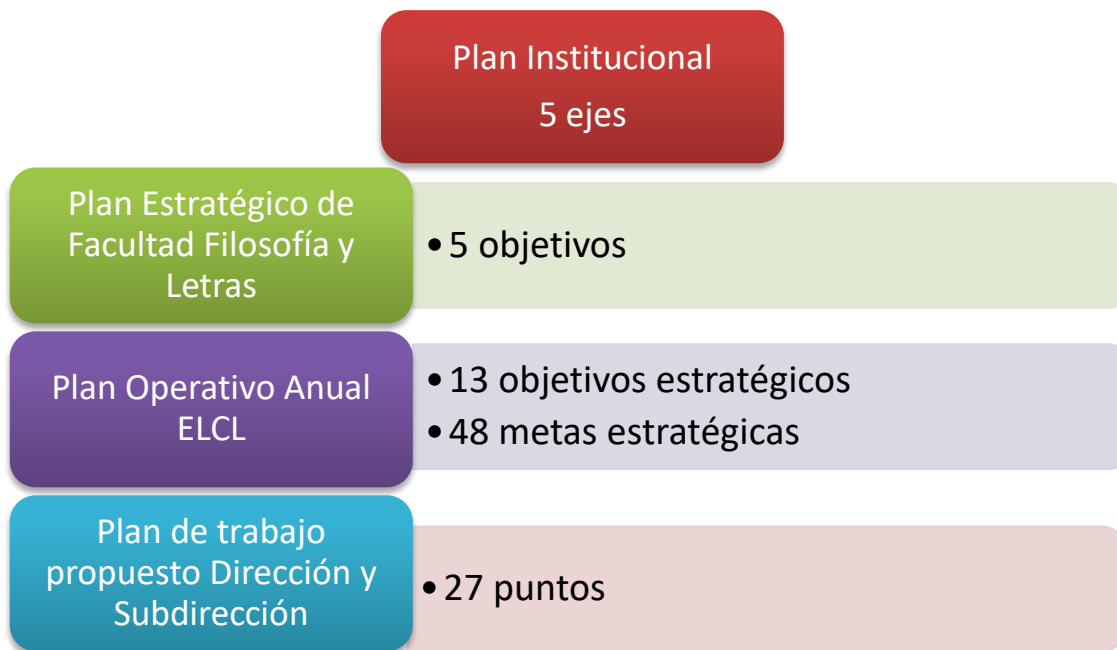 Plan Institucional
5 ejes
Plan Estratégico de
Facultad Filosofía y
Letras
• 5 objetivos
Plan Operativo Anual
ELCL
• 13 objetivos estratégicos
• 48 metas estratégicas
Plan de trabajo
propuesto Dirección y
Subdirección
• 27 puntos